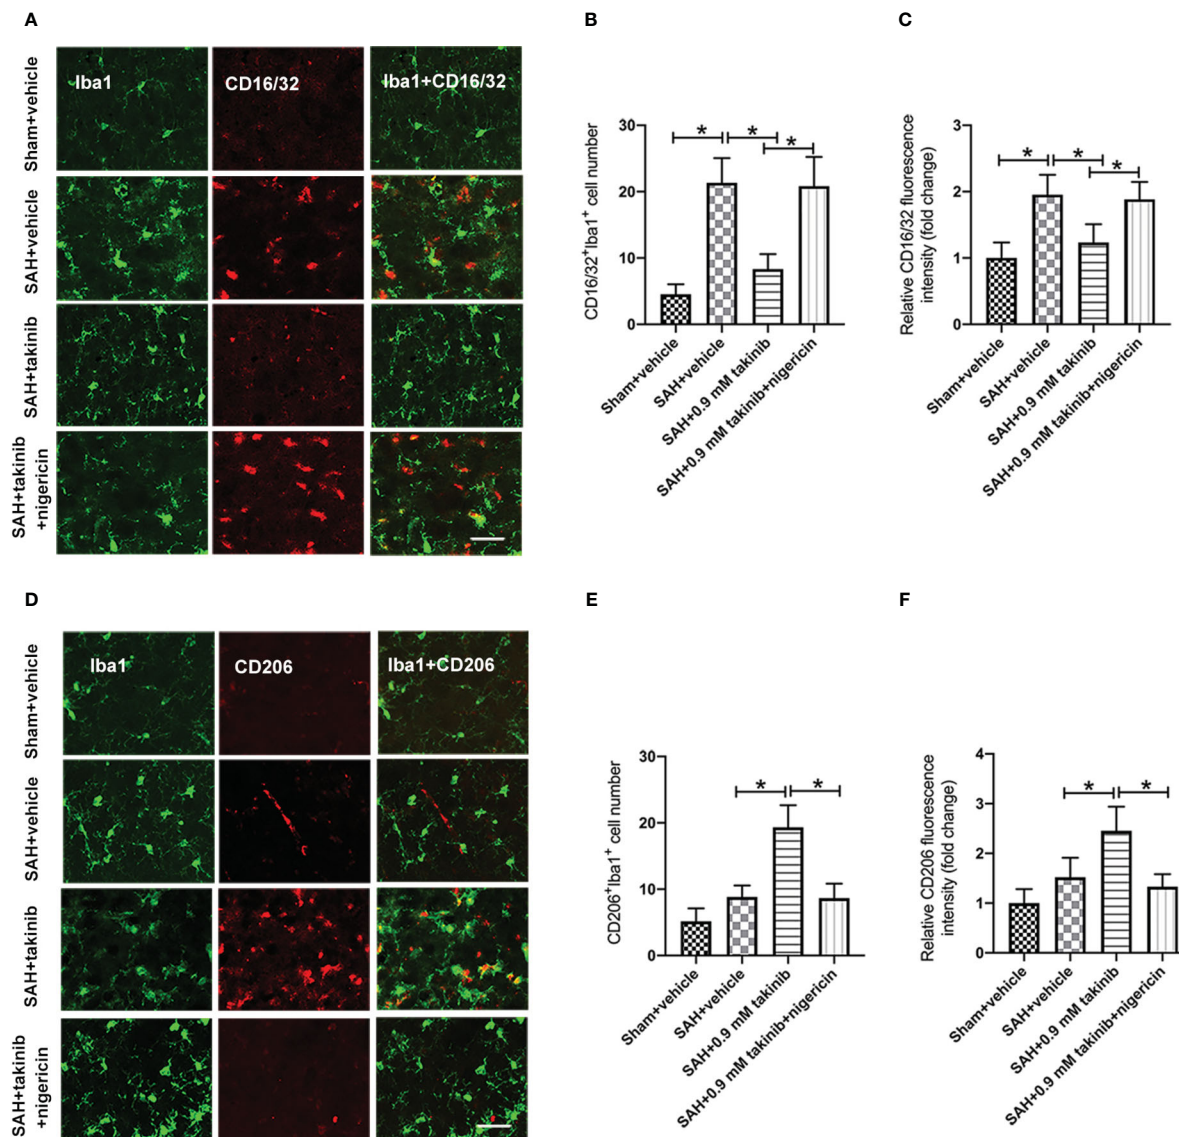 A
B
C
Iba1
CD16/32
Iba1+CD16/32
Sham+vehicle
SAH+vehicle
SAH+takinib
SAH+takinib
+nigericin
CD16/32⁺Iba1⁺ cell number
30
20
10
0
*
*
*
Sham+vehicle
SAH+vehicle
SAH+0.9 mM takinib
SAH+0.9 mM takinib+nigericin
Relative CD16/32 fluorescence
intensity (fold change)
3
2
1
0
*
*
*
Sham+vehicle
SAH+vehicle
SAH+0.9 mM takinib
SAH+0.9 mM takinib+nigericin
D
E
F
Iba1
CD206
Iba1+CD206
Sham+vehicle
SAH+vehicle
SAH+takinib
SAH+takinib
+nigericin
CD206⁺Iba1⁺ cell number
30
20
10
0
*
*
Sham+vehicle
SAH+vehicle
SAH+0.9 mM takinib
SAH+0.9 mM takinib+nigericin
Relative CD206 fluorescence
intensity (fold change)
4
3
2
1
0
*
*
Sham+vehicle
SAH+vehicle
SAH+0.9 mM takinib
SAH+0.9 mM takinib+nigericin